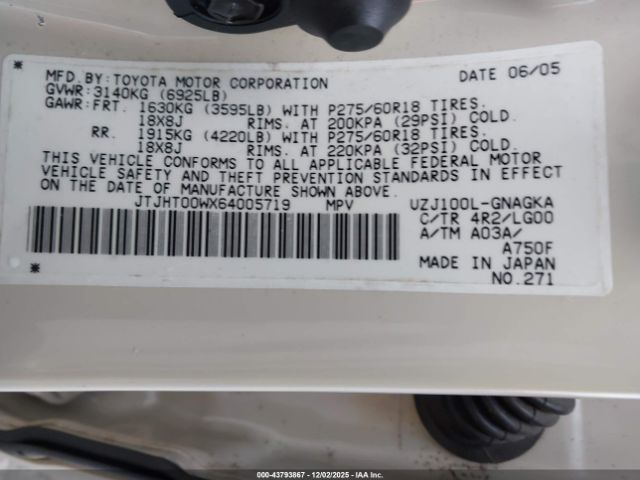 MFD.BY:TOYOTA MOTOR CORPORATION DATE 06/05
GVWR:3140KG (6925LB)
GAWR:FRT. 1630KG (3595LB) WITH P275/60R18 TIRES.
18X8J RIMS. AT 200KPA (29PSI) COLD.
RR. 1915KG (4220LB) WITH P275/60R18 TIRES.
18X8J RIMS. AT 220KPA (32PSI) COLD.
THIS VEHICLE CONFORMS TO ALL APPLICABLE FEDERAL MOTOR
VEHICLE SAFETY AND THEFT PREVENTION STANDARDS IN EFFECT
ON THE DATE OF MANUFACTURE SHOWN ABOVE.
JTJHT00WX64005719 MPV UZJ100L-GNAGKA
C/TR 4R2/LG00
A/TM A03A/
A750F
MADE IN JAPAN
NO.271
000-43793867 | 12/02/2025 | COPYRIGHT IAA, LLC